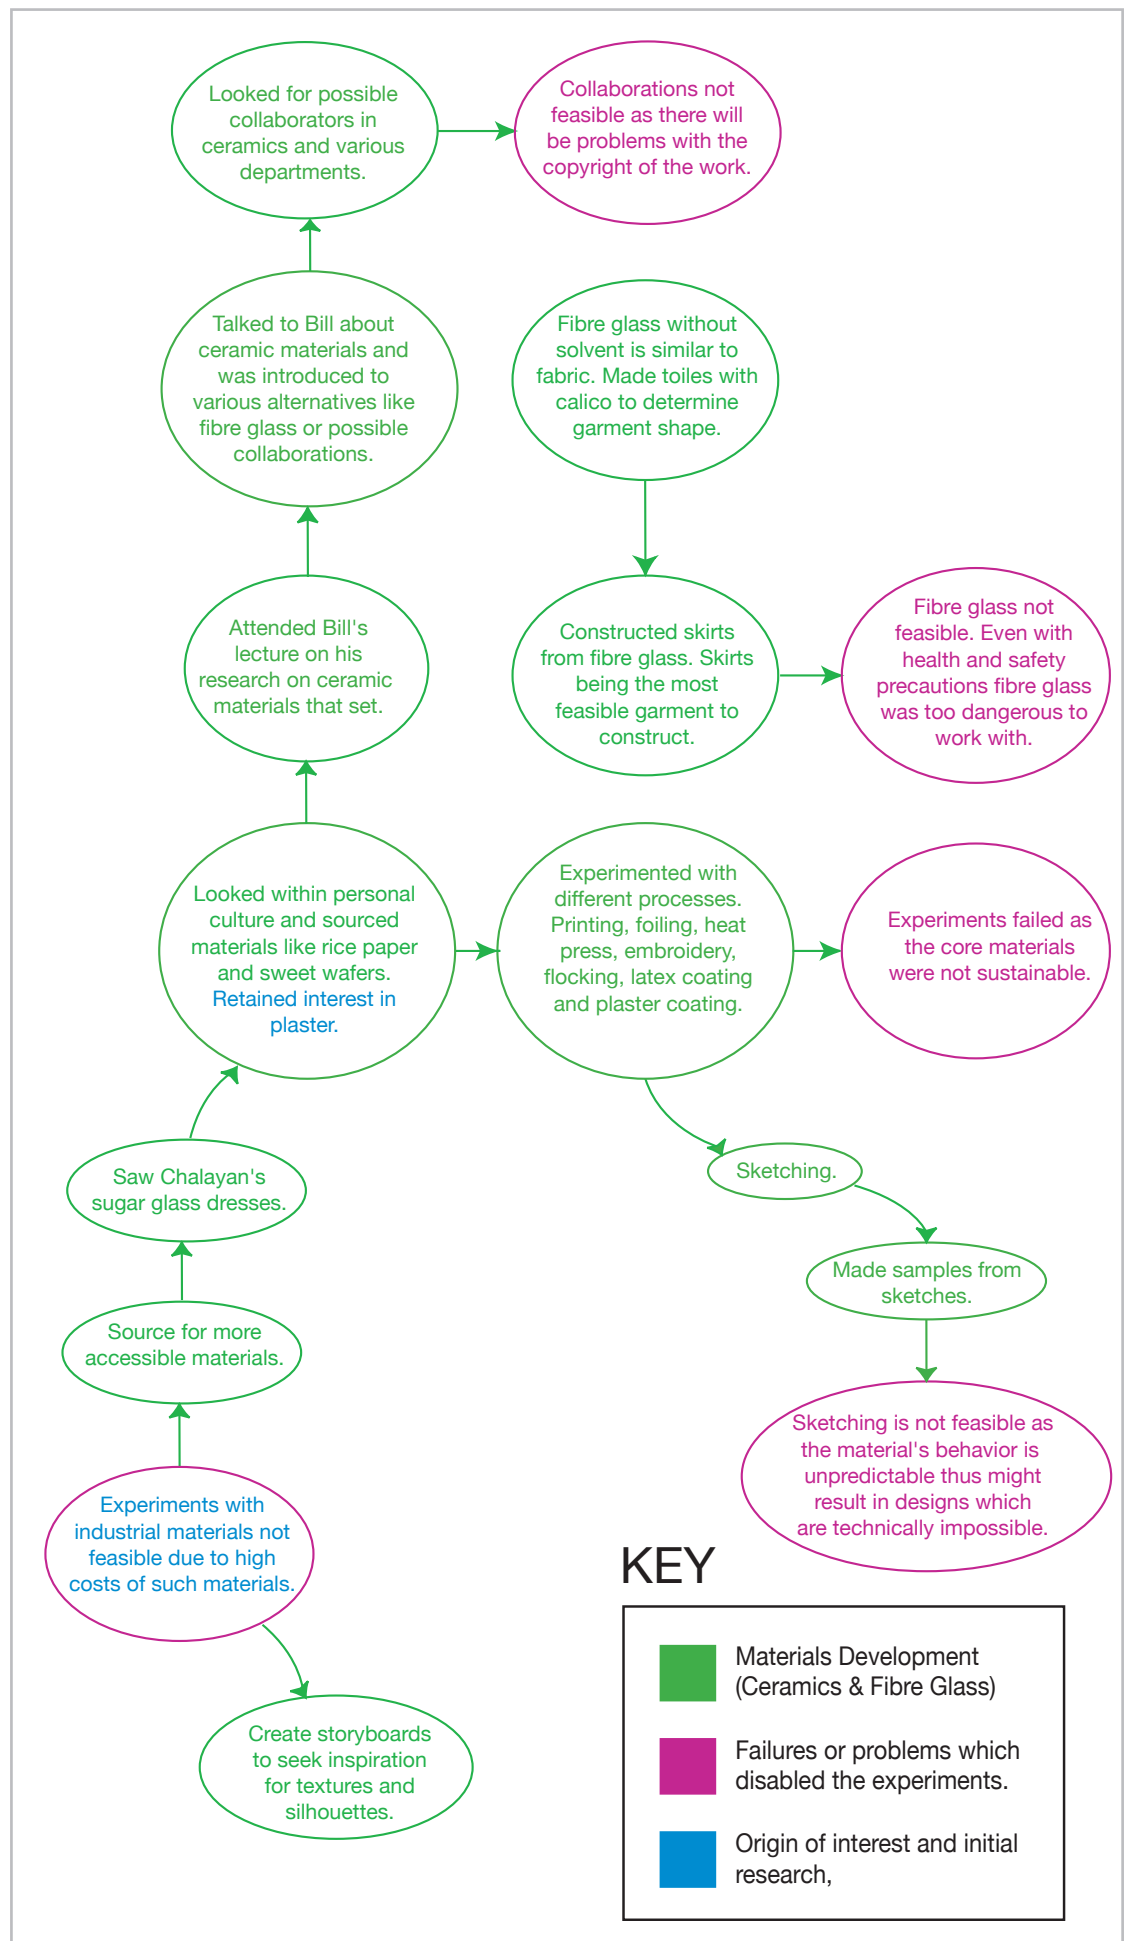 Looked for possible
collaborators in
ceramics and various
departments.
Collaborations not
feasible as there will
be problems with the
copyright of the work.
Talked to Bill about
ceramic materials and
was introduced to
various alternatives like
fibre glass or possible
collaborations.
Fibre glass without
solvent is similar to
fabric. Made toiles with
calico to determine
garment shape.
Attended Bill's
lecture on his
research on ceramic
materials that set.
Constructed skirts
from fibre glass. Skirts
being the most
feasible garment to
construct.
Fibre glass not
feasible. Even with
health and safety
precautions fibre glass
was too dangerous to
work with.
Looked within personal
culture and sourced
materials like rice paper
and sweet wafers.
Retained interest in
plaster.
Experimented with
different processes.
Printing, foiling, heat
press, embroidery,
flocking, latex coating
and plaster coating.
Experiments failed as
the core materials
were not sustainable.
Saw Chalayan's
sugar glass dresses.
Sketching.
Made samples from
sketches.
Source for more
accessible materials.
Sketching is not feasible as
the material's behavior is
unpredictable thus might
result in designs which
are technically impossible.
Experiments with
industrial materials not
feasible due to high
costs of such materials.
Create storyboards
to seek inspiration
for textures and
silhouettes.
KEY
Materials Development
(Ceramics & Fibre Glass)
Failures or problems which
disabled the experiments.
Origin of interest and initial
research,